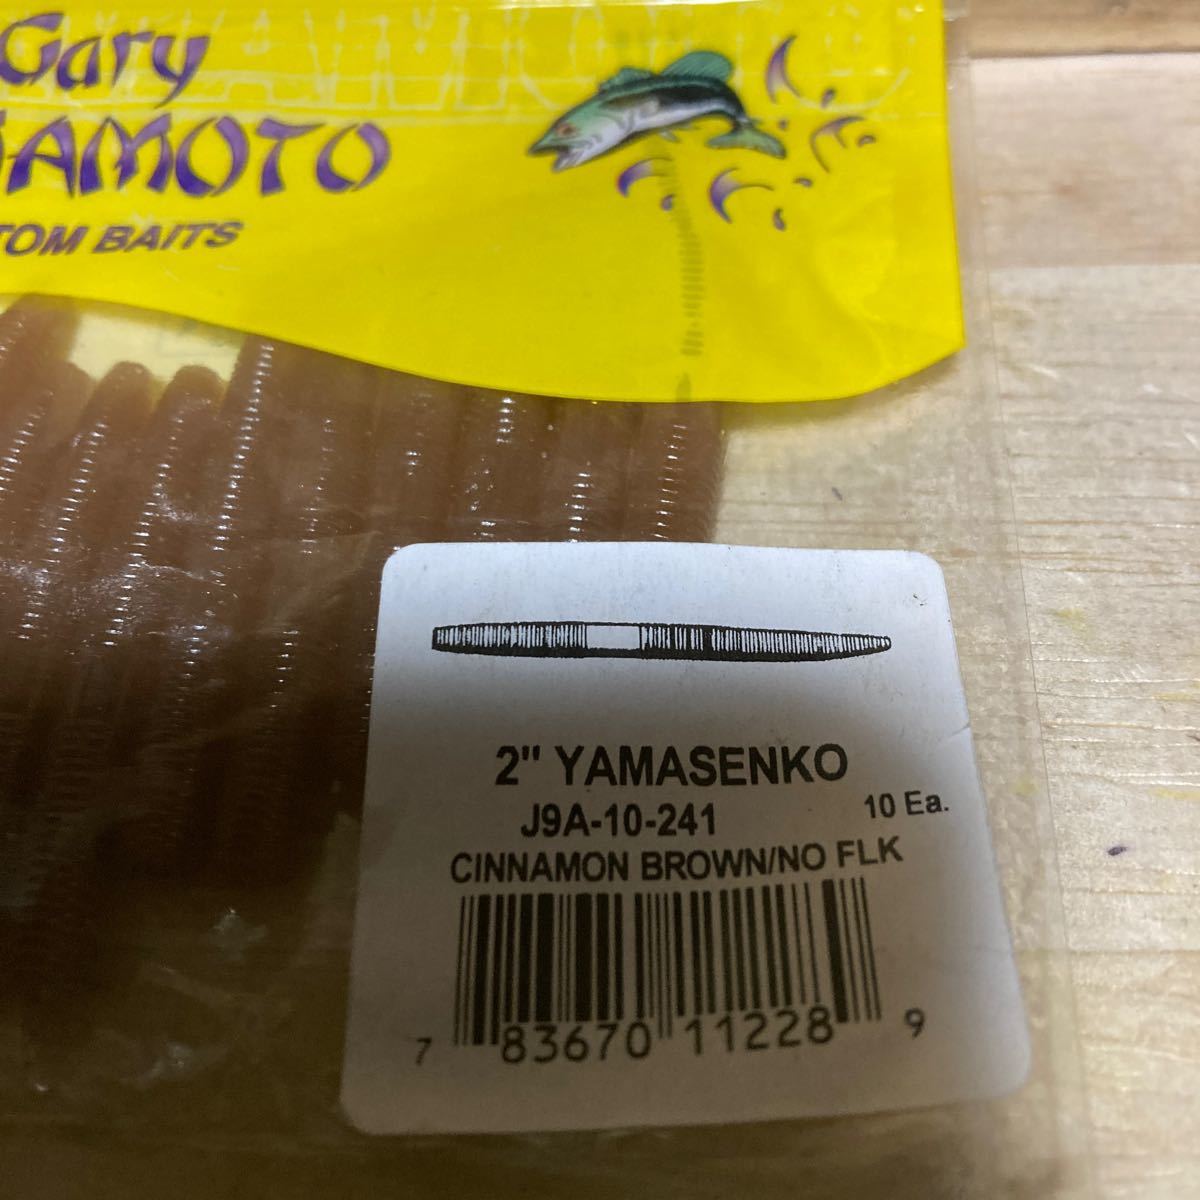 Gary
AMOTO
TOM BAITS
2" YAMASENKO
J9A-10-241
10 Ea.
CINNAMON BROWN/NO FLK
7 83670 11228 9